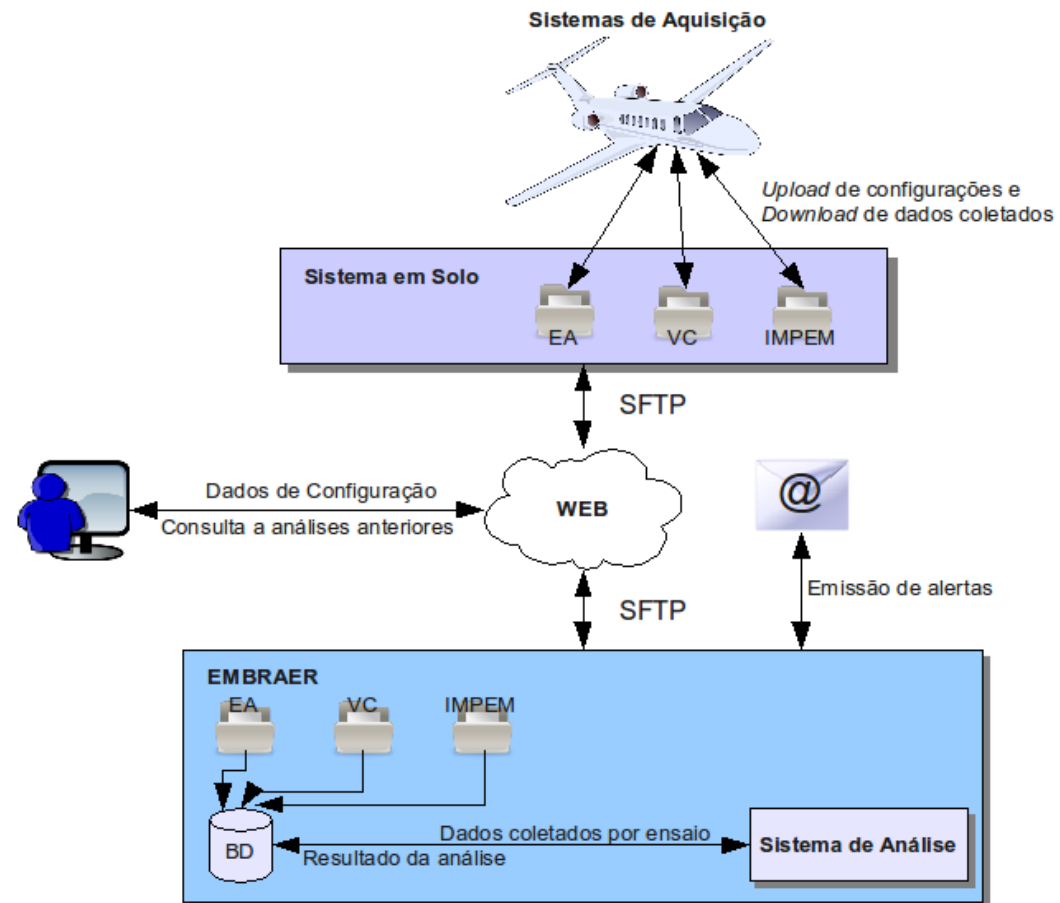 Sistemas de Aquisição
Upload de configurações e
Download de dados coletados
Sistema em Solo
EA
VC
IMPEM
SFTP
Dados de Configuração
Consulta a análises anteriores
WEB
@
SFTP
Emissão de alertas
EMBRAER
EA
VC
IMPEM
BD
Dados coletados por ensaio
Resultado da análise
Sistema de Análise